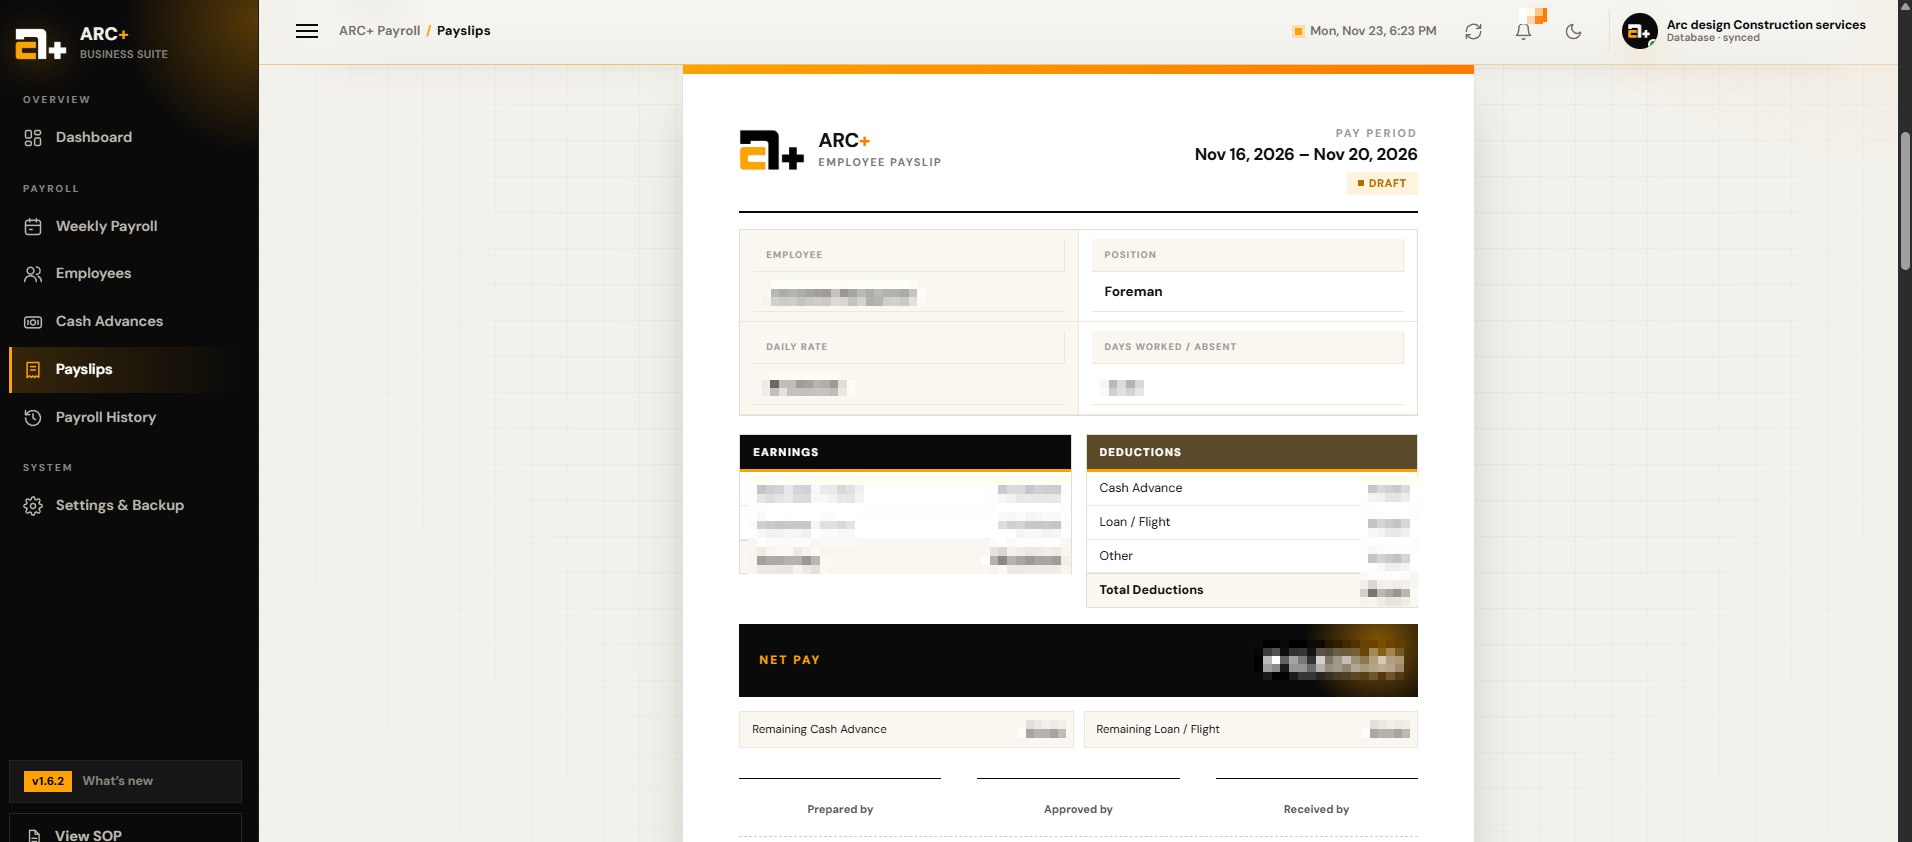 ARC+
BUSINESS SUITE
OVERVIEW
Dashboard
PAYROLL
Weekly Payroll
Employees
Cash Advances
Payslips
Payroll History
SYSTEM
Settings & Backup
v1.6.2 What's new
View SOP
ARC+ Payroll / Payslips
Mon, Nov 23, 6:23 PM
a+
Arc design Construction services
Database · synced
a+
ARC+
EMPLOYEE PAYSLIP
PAY PERIOD
Nov 16, 2026 – Nov 20, 2026
DRAFT
EMPLOYEE
POSITION
Foreman
DAILY RATE
DAYS WORKED / ABSENT
EARNINGS
DEDUCTIONS
Cash Advance
Loan / Flight
Other
Total Deductions
NET PAY
Remaining Cash Advance
Remaining Loan / Flight
Prepared by
Approved by
Received by